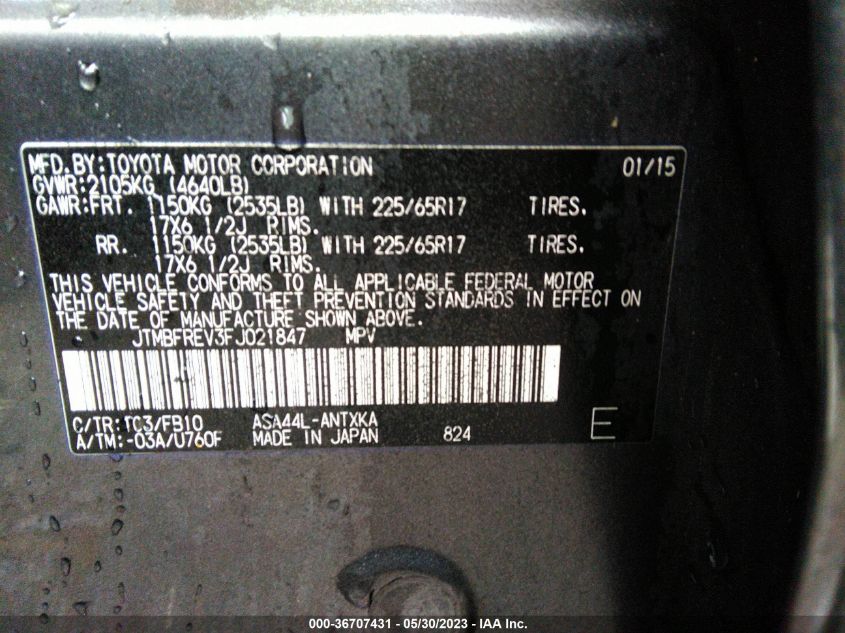 MFD.BY:TOYOTA MOTOR CORPORATION 01/15
GVWR:2105KG (4640LB)
GAWR:FRT. 1150KG (2535LB) WITH 225/65R17 TIRES.
17X6 1/2J RIMS.
RR. 1150KG (2535LB) WITH 225/65R17 TIRES.
17X6 1/2J RIMS.
THIS VEHICLE CONFORMS TO ALL APPLICABLE FEDERAL MOTOR
VEHICLE SAFETY AND THEFT PREVENTION STANDARDS IN EFFECT ON
THE DATE OF MANUFACTURE SHOWN ABOVE.
JTMBFREV3FJ021847 MPV
C/TR:TC3/FB10 ASA44L-ANTXKA
A/TM:-03A/U760F MADE IN JAPAN 824 E
000-36707431 - 05/30/2023 - IAA Inc.